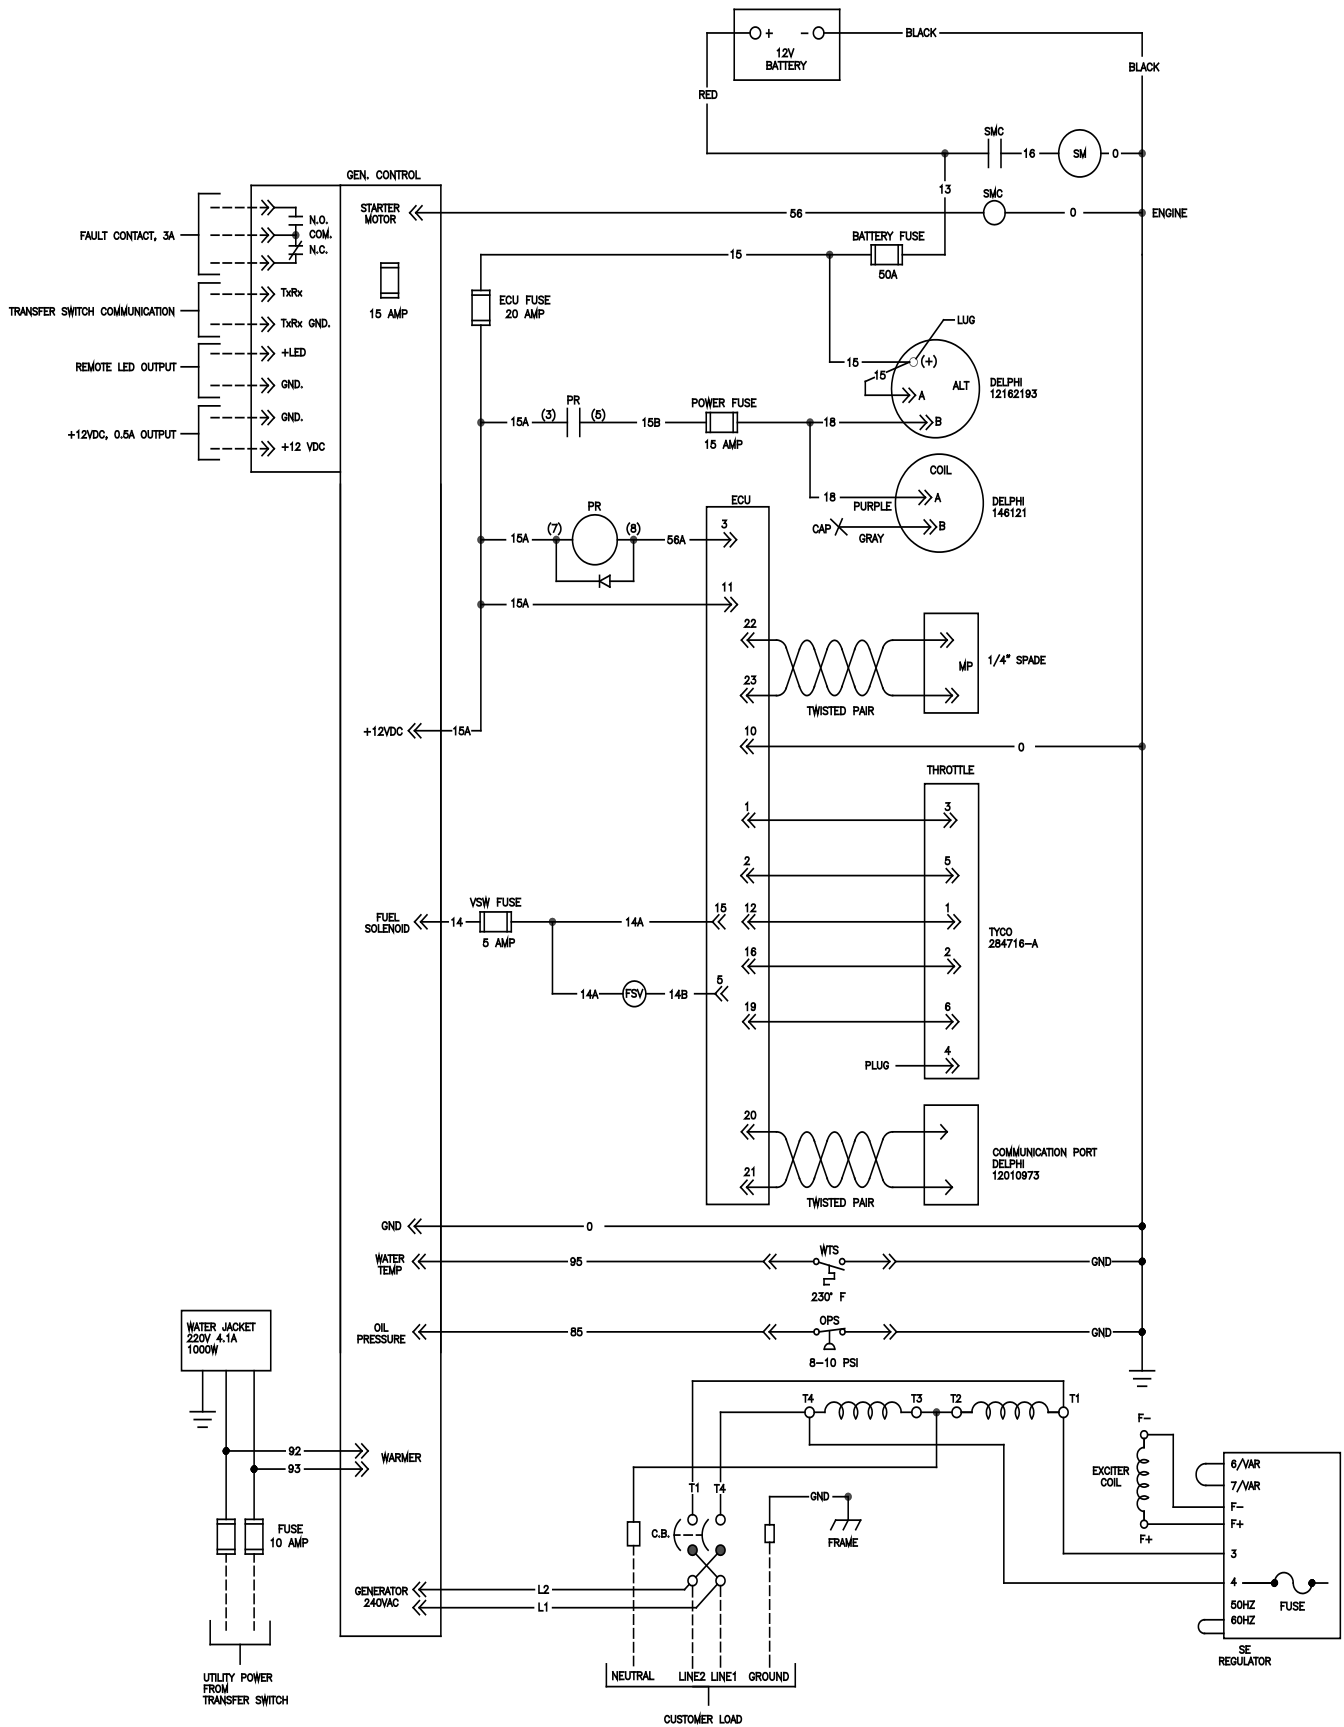 + −
12V
BATTERY
BLACK
BLACK
RED
SMC
16
SM
0
13
GEN. CONTROL
STARTER
MOTOR
56
SMC
0
ENGINE
FAULT CONTACT, 3A
N.O.
COM.
N.C.
15
BATTERY FUSE
50A
15 AMP
ECU FUSE
20 AMP
TRANSFER SWITCH COMMUNICATION
TxRx
TxRx GND.
LUG
15
(+)
15
A
ALT
B
DELPHI
12162193
REMOTE LED OUTPUT
+LED
GND.
+12VDC, 0.5A OUTPUT
GND.
+12 VDC
15A
(3)
PR
(5)
15B
POWER FUSE
15 AMP
18
COIL
18
PURPLE
A
CAP
GRAY
B
DELPHI
146121
ECU
15A
(7)
PR
(8)
56A
3
15A
11
22
23
TWISTED PAIR
MP
1/4" SPADE
+12VDC
15A
10
0
THROTTLE
1
3
2
5
FUEL
SOLENOID
14
VSW FUSE
5 AMP
14A
15
12
1
TYCO
284716-A
16
2
14A
FSV
14B
5
19
6
PLUG
4
20
21
TWISTED PAIR
COMMUNICATION PORT
DELPHI
12010973
GND
0
WATER
TEMP
95
WTS
230° F
GND
OIL
PRESSURE
85
OPS
8-10 PSI
GND
WATER JACKET
220V 4.1A
1000W
92
93
WARMER
FUSE
10 AMP
UTILITY POWER
FROM
TRANSFER SWITCH
T4
T3
T2
T1
T1
T4
C.B.
GND
FRAME
GENERATOR
240VAC
L2
L1
NEUTRAL
LINE2
LINE1
GROUND
CUSTOMER LOAD
F-
EXCITER
COIL
F+
6/VAR
7/VAR
F-
F+
3
4
FUSE
50HZ
60HZ
SE
REGULATOR